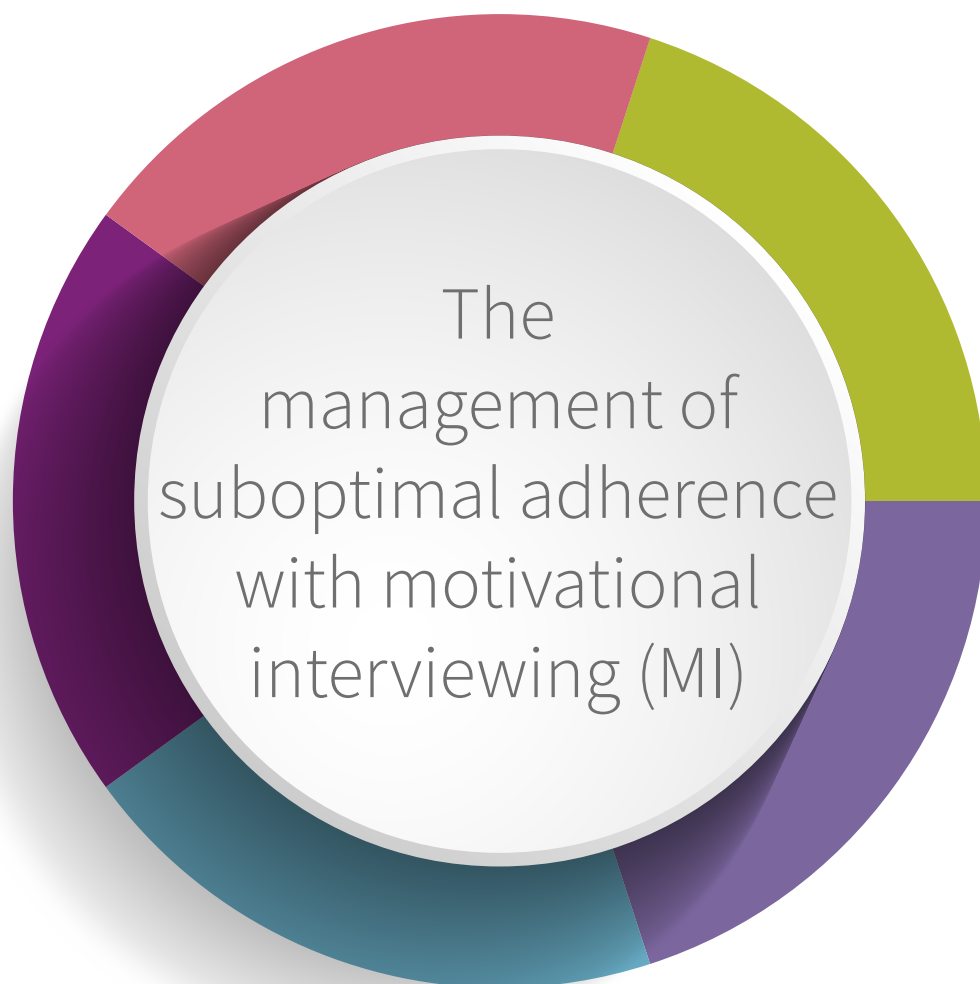 The
management of
suboptimal adherence
with motivational
interviewing (MI)